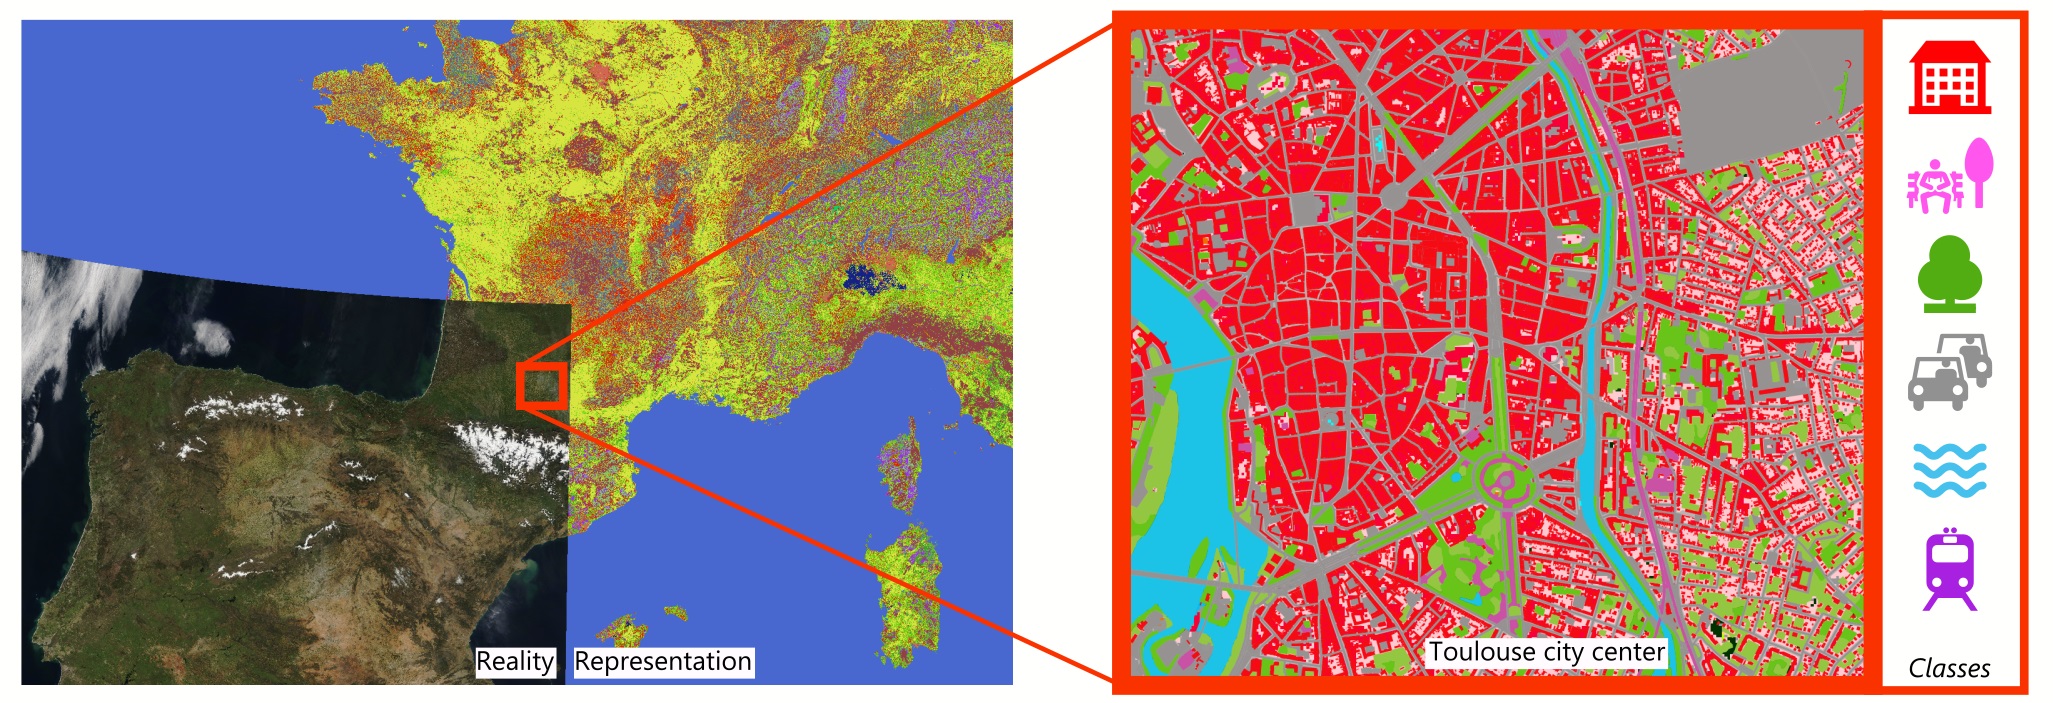 Reality
Representation
Toulouse city center
Classes